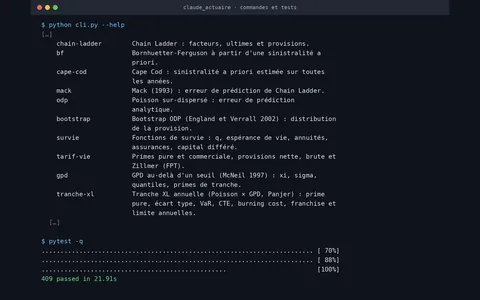 claude_actuaire - commandes et tests
$ python cli.py --help
[…]
chain-ladder Chain Ladder : facteurs, ultimes et provisions.
bf Bornhuetter-Ferguson à partir d'une sinistralité a
priori.
cape-cod Cape Cod : sinistralité a priori estimée sur toutes
les années.
mack Mack (1993) : erreur de prédiction de Chain Ladder.
odp Poisson sur-dispersé : erreur de prédiction
analytique.
bootstrap Bootstrap ODP (England et Verrall 2002) : distribution
de la provision.
survie Fonctions de survie : q, espérance de vie, annuités,
assurances, capital différé.
tarif-vie Primes pure et commerciale, provisions nette, brute et
Zillmer (FPT).
gpd GPD au-delà d'un seuil (McNeil 1997) : xi, sigma,
quantiles, primes de tranche.
tranche-xl Tranche XL annuelle (Poisson × GPD, Panjer) : prime
pure, écart type, VaR, CTE, burning cost, franchise et
limite annuelles.
[…]
$ pytest -q
........................................................................ [ 70%]
........................................................................ [ 88%]
................................................. [100%]
409 passed in 21.91s